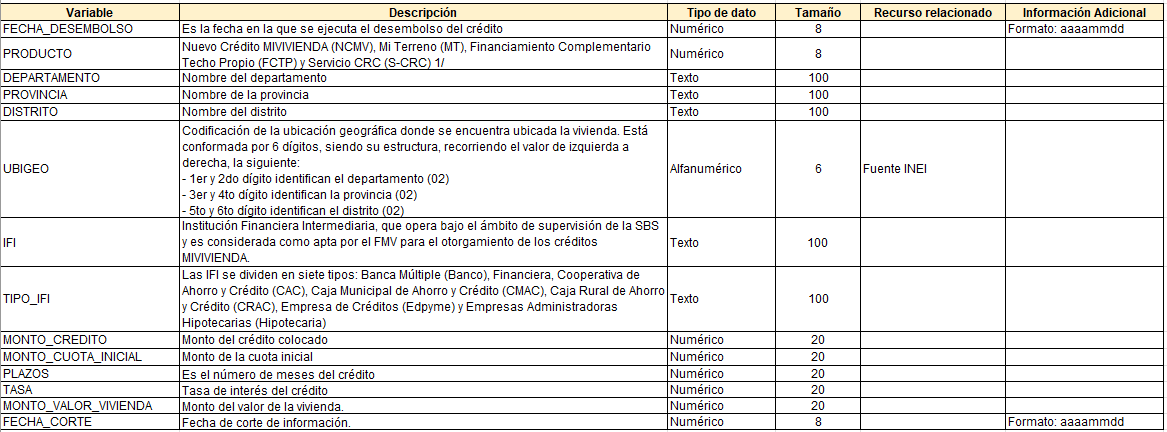 Variable Descripción Tipo de dato Tamaño Recurso relacionado Información Adicional
FECHA_DESEMBOLSO Es la fecha en la que se ejecuta el desembolso del crédito Numérico 8 Formato: aaaammdd
PRODUCTO Nuevo Crédito MIVIVIENDA (NCMV), Mi Terreno (MT), Financiamiento Complementario Numérico 8
Techo Propio (FCTP) y Servicio CRC (S-CRC) 1/
DEPARTAMENTO Nombre del departamento Texto 100
PROVINCIA Nombre de la provincia Texto 100
DISTRITO Nombre del distrito Texto 100
UBIGEO Codificación de la ubicación geográfica donde se encuentra ubicada la vivienda. Está Alfanumérico 6 Fuente INEI
conformada por 6 dígitos, siendo su estructura, recorriendo el valor de izquierda a
derecha, la siguiente:
- 1er y 2do dígito identifican el departamento (02)
- 3er y 4to dígito identifican la provincia (02)
- 5to y 6to dígito identifican el distrito (02)
IFI Institución Financiera Intermediaria, que opera bajo el ámbito de supervisión de la SBS Texto 100
y es considerada como apta por el FMV para el otorgamiento de los créditos
MIVIVIENDA.
TIPO_IFI Las IFI se dividen en siete tipos: Banca Múltiple (Banco), Financiera, Cooperativa de Texto 100
Ahorro y Crédito (CAC), Caja Municipal de Ahorro y Crédito (CMAC), Caja Rural de Ahorro
y Crédito (CRAC), Empresa de Créditos (Edpyme) y Empresas Administradoras
Hipotecarias (Hipotecaria)
MONTO_CREDITO Monto del crédito colocado Numérico 20
MONTO_CUOTA_INICIAL Monto de la cuota inicial Numérico 20
PLAZOS Es el número de meses del crédito Numérico 20
TASA Tasa de interés del crédito Numérico 20
MONTO_VALOR_VIVIENDA Monto del valor de la vivienda. Numérico 20
FECHA_CORTE Fecha de corte de información. Numérico 8 Formato: aaaammdd